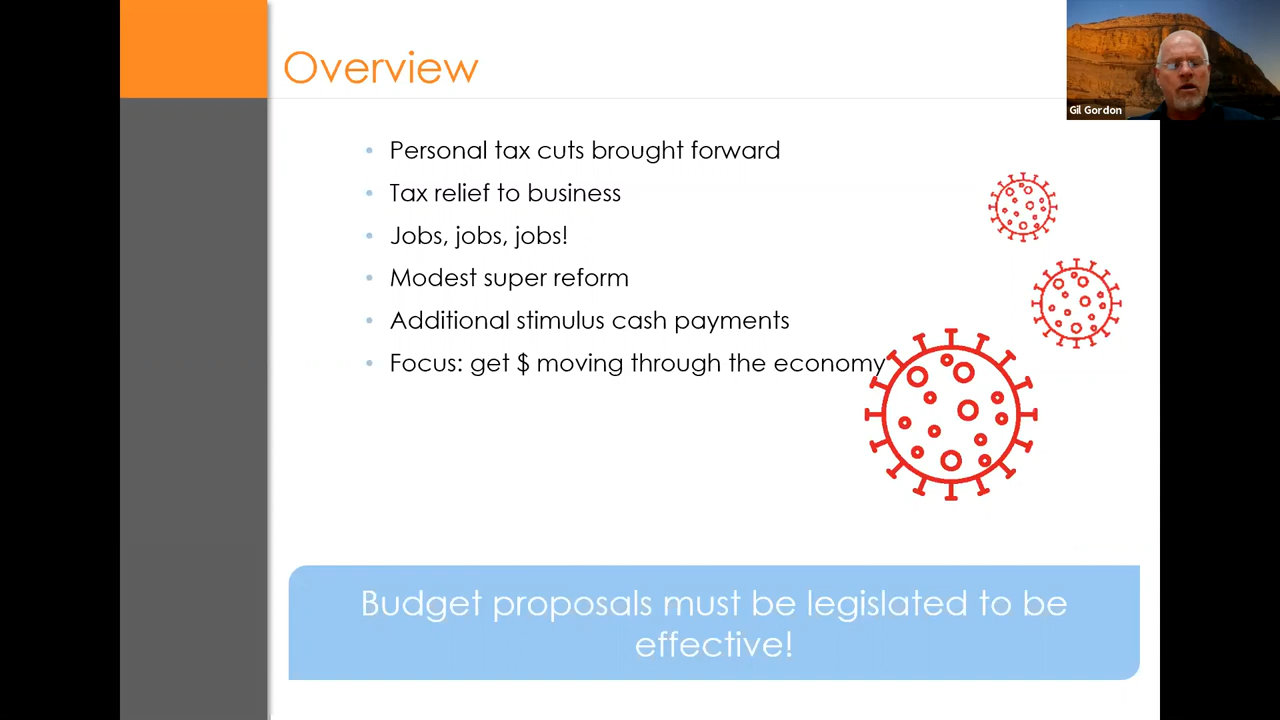 Overview
Gil Gordon
Personal tax cuts brought forward
Tax relief to business
Jobs, jobs, jobs!
Modest super reform
Additional stimulus cash payments
Focus: get $ moving through the economy
Budget proposals must be legislated to be
effective!